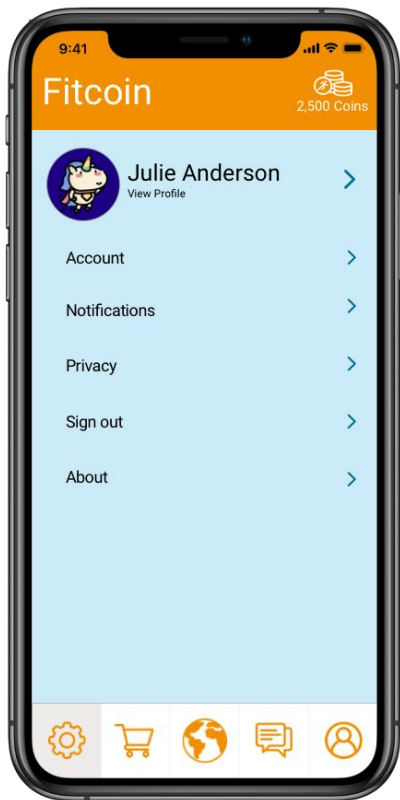 9:41
Fitcoin
2,500 Coins
Julie Anderson
View Profile
Account
Notifications
Privacy
Sign out
About